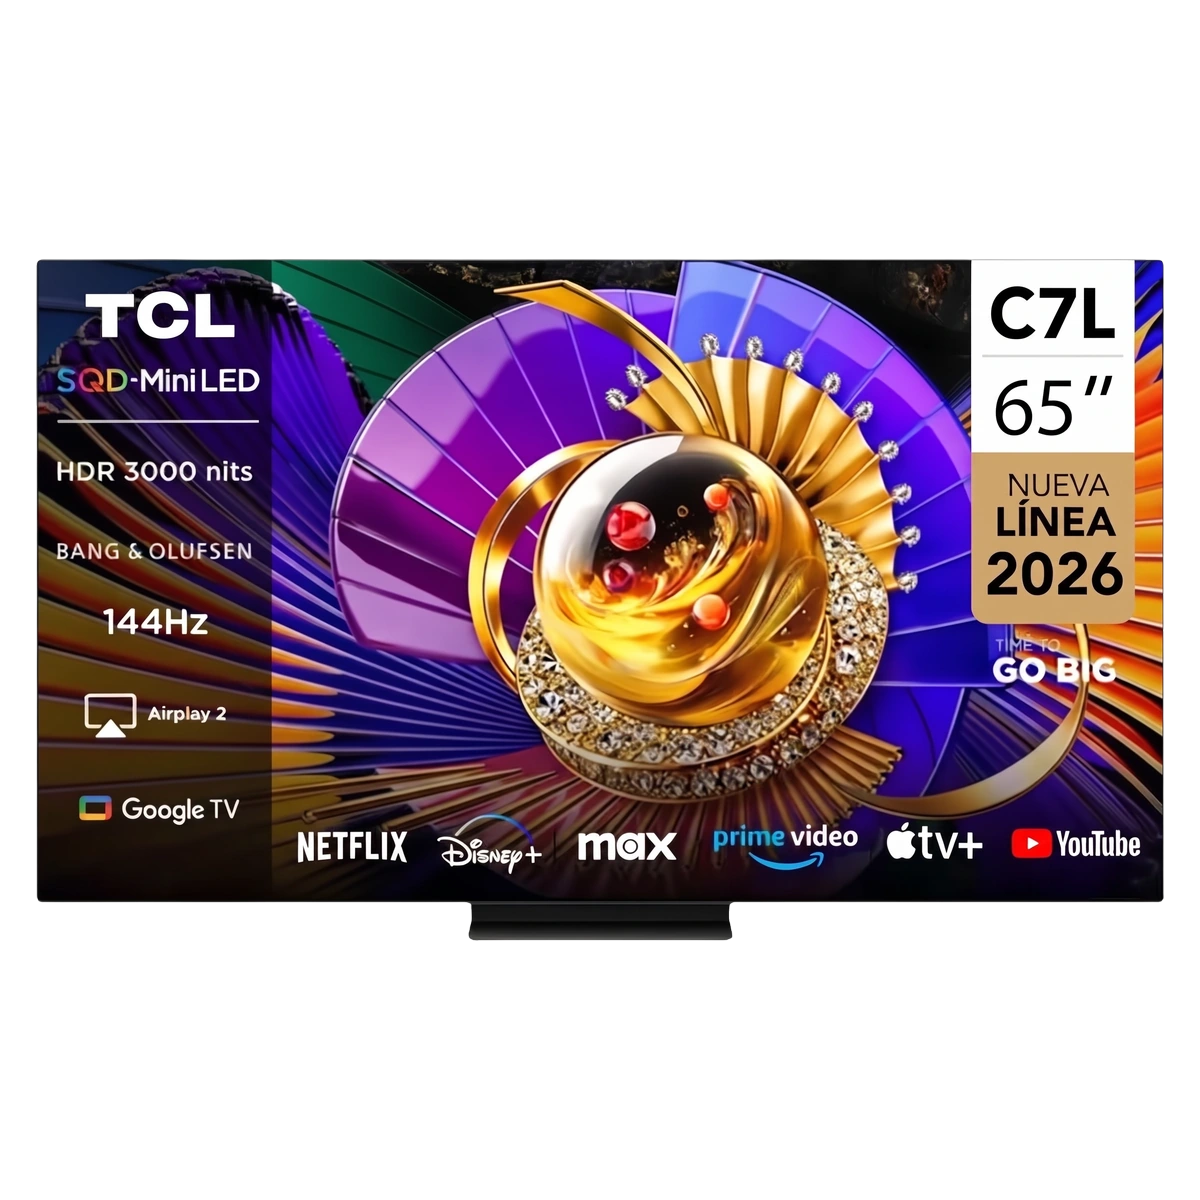 TCL
SQD-Mini LED
HDR 3000 nits
BANG & OLUFSEN
144Hz
Airplay 2
Google TV
C7L
65"
NUEVA
LÍNEA
2026
TIME TO
GO BIG
NETFLIX
Disney+
max
prime video
tv+
YouTube